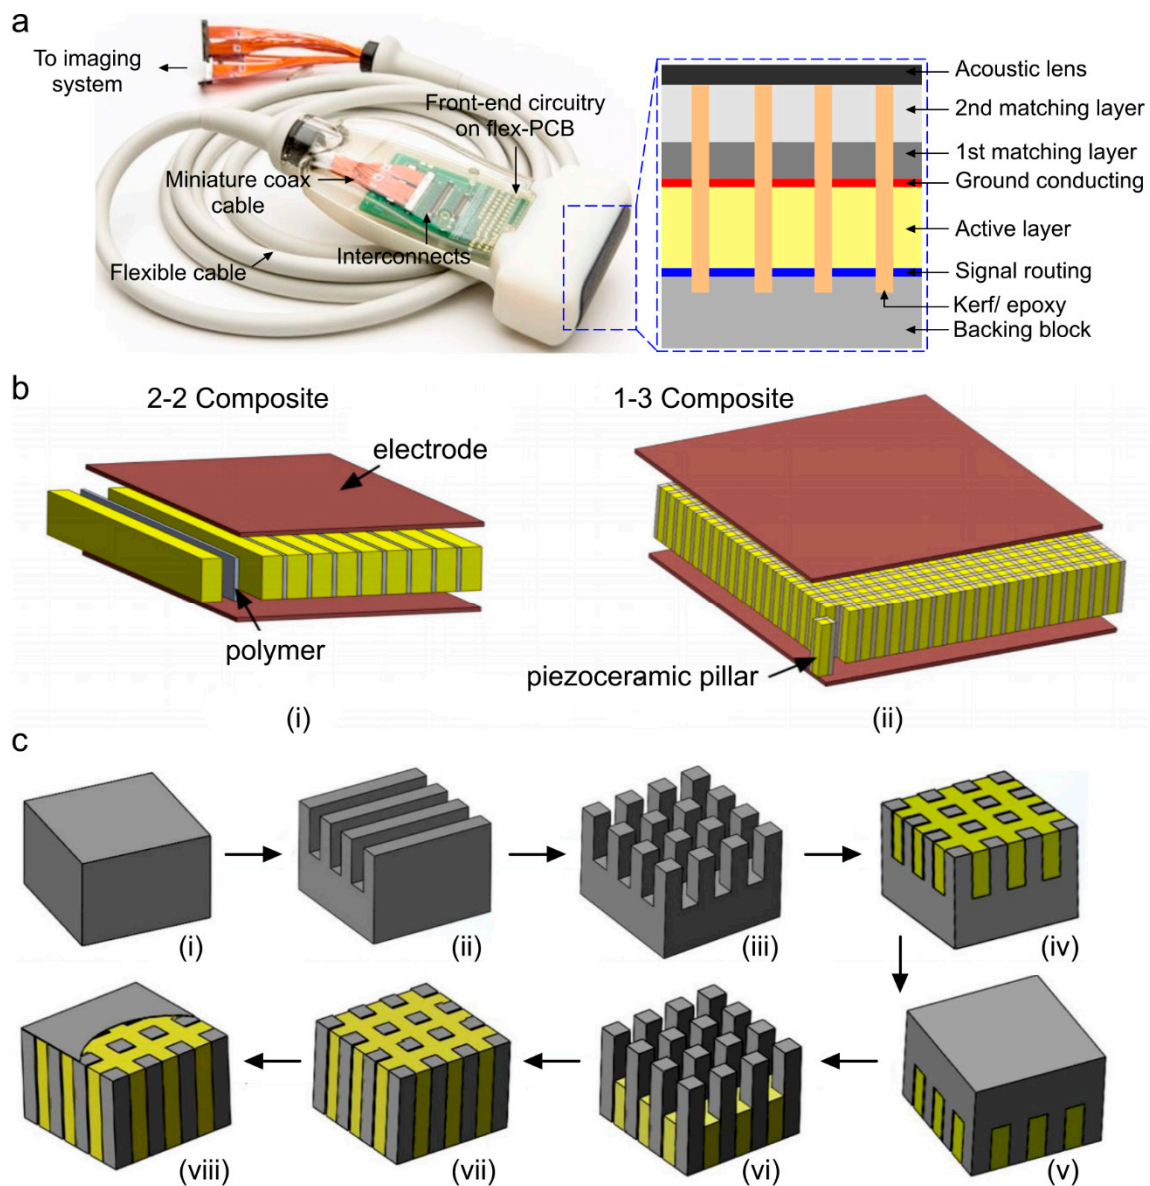 a
To imaging
system
Front-end circuitry
on flex-PCB
Miniature coax
cable
Interconnects
Flexible cable
Acoustic lens
2nd matching layer
1st matching layer
Ground conducting
Active layer
Signal routing
Kerf/ epoxy
Backing block
b
2-2 Composite
1-3 Composite
electrode
polymer
piezoceramic pillar
(i)
(ii)
c
(i)
(ii)
(iii)
(iv)
(viii)
(vii)
(vi)
(v)